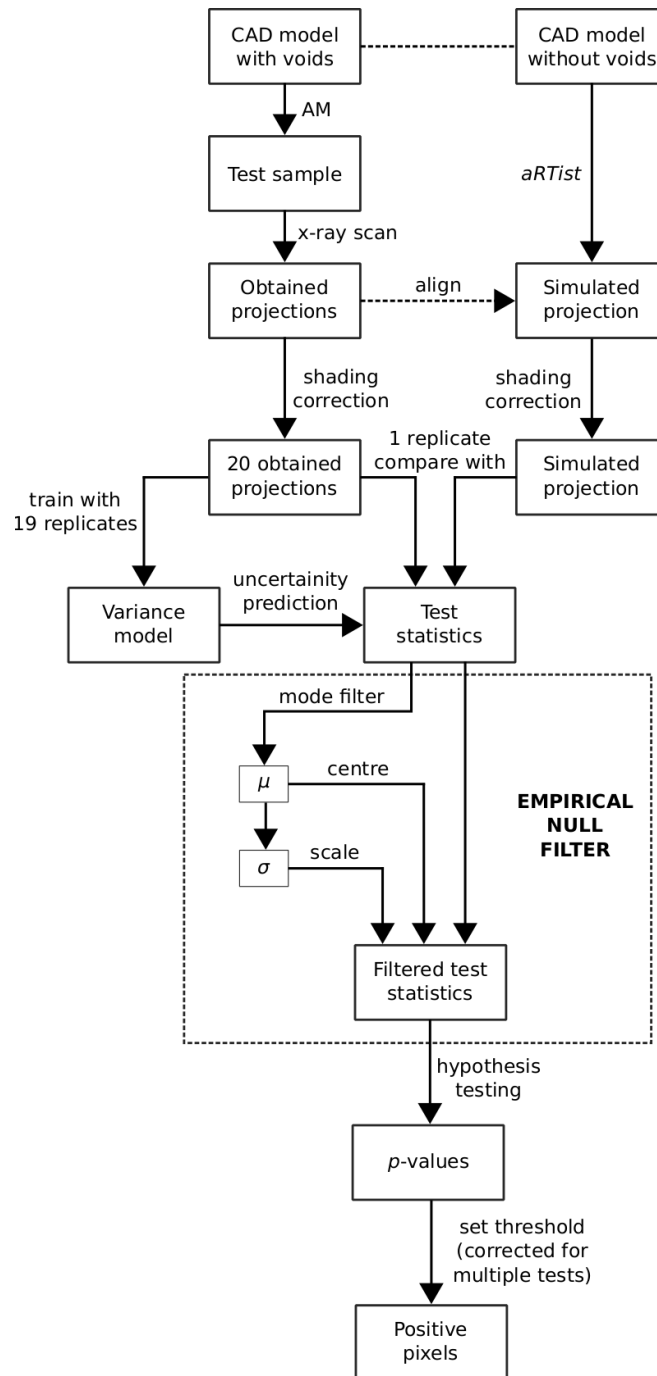 CAD model
with voids
CAD model
without voids
AM
Test sample
aRTist
x-ray scan
Obtained
projections
align
Simulated
projection
shading
correction
shading
correction
20 obtained
projections
1 replicate
compare with
Simulated
projection
train with
19 replicates
Variance
model
uncertainity
prediction
Test
statistics
mode filter
μ
centre
EMPIRICAL
NULL
FILTER
σ
scale
Filtered test
statistics
hypothesis
testing
p-values
set threshold
(corrected for
multiple tests)
Positive
pixels